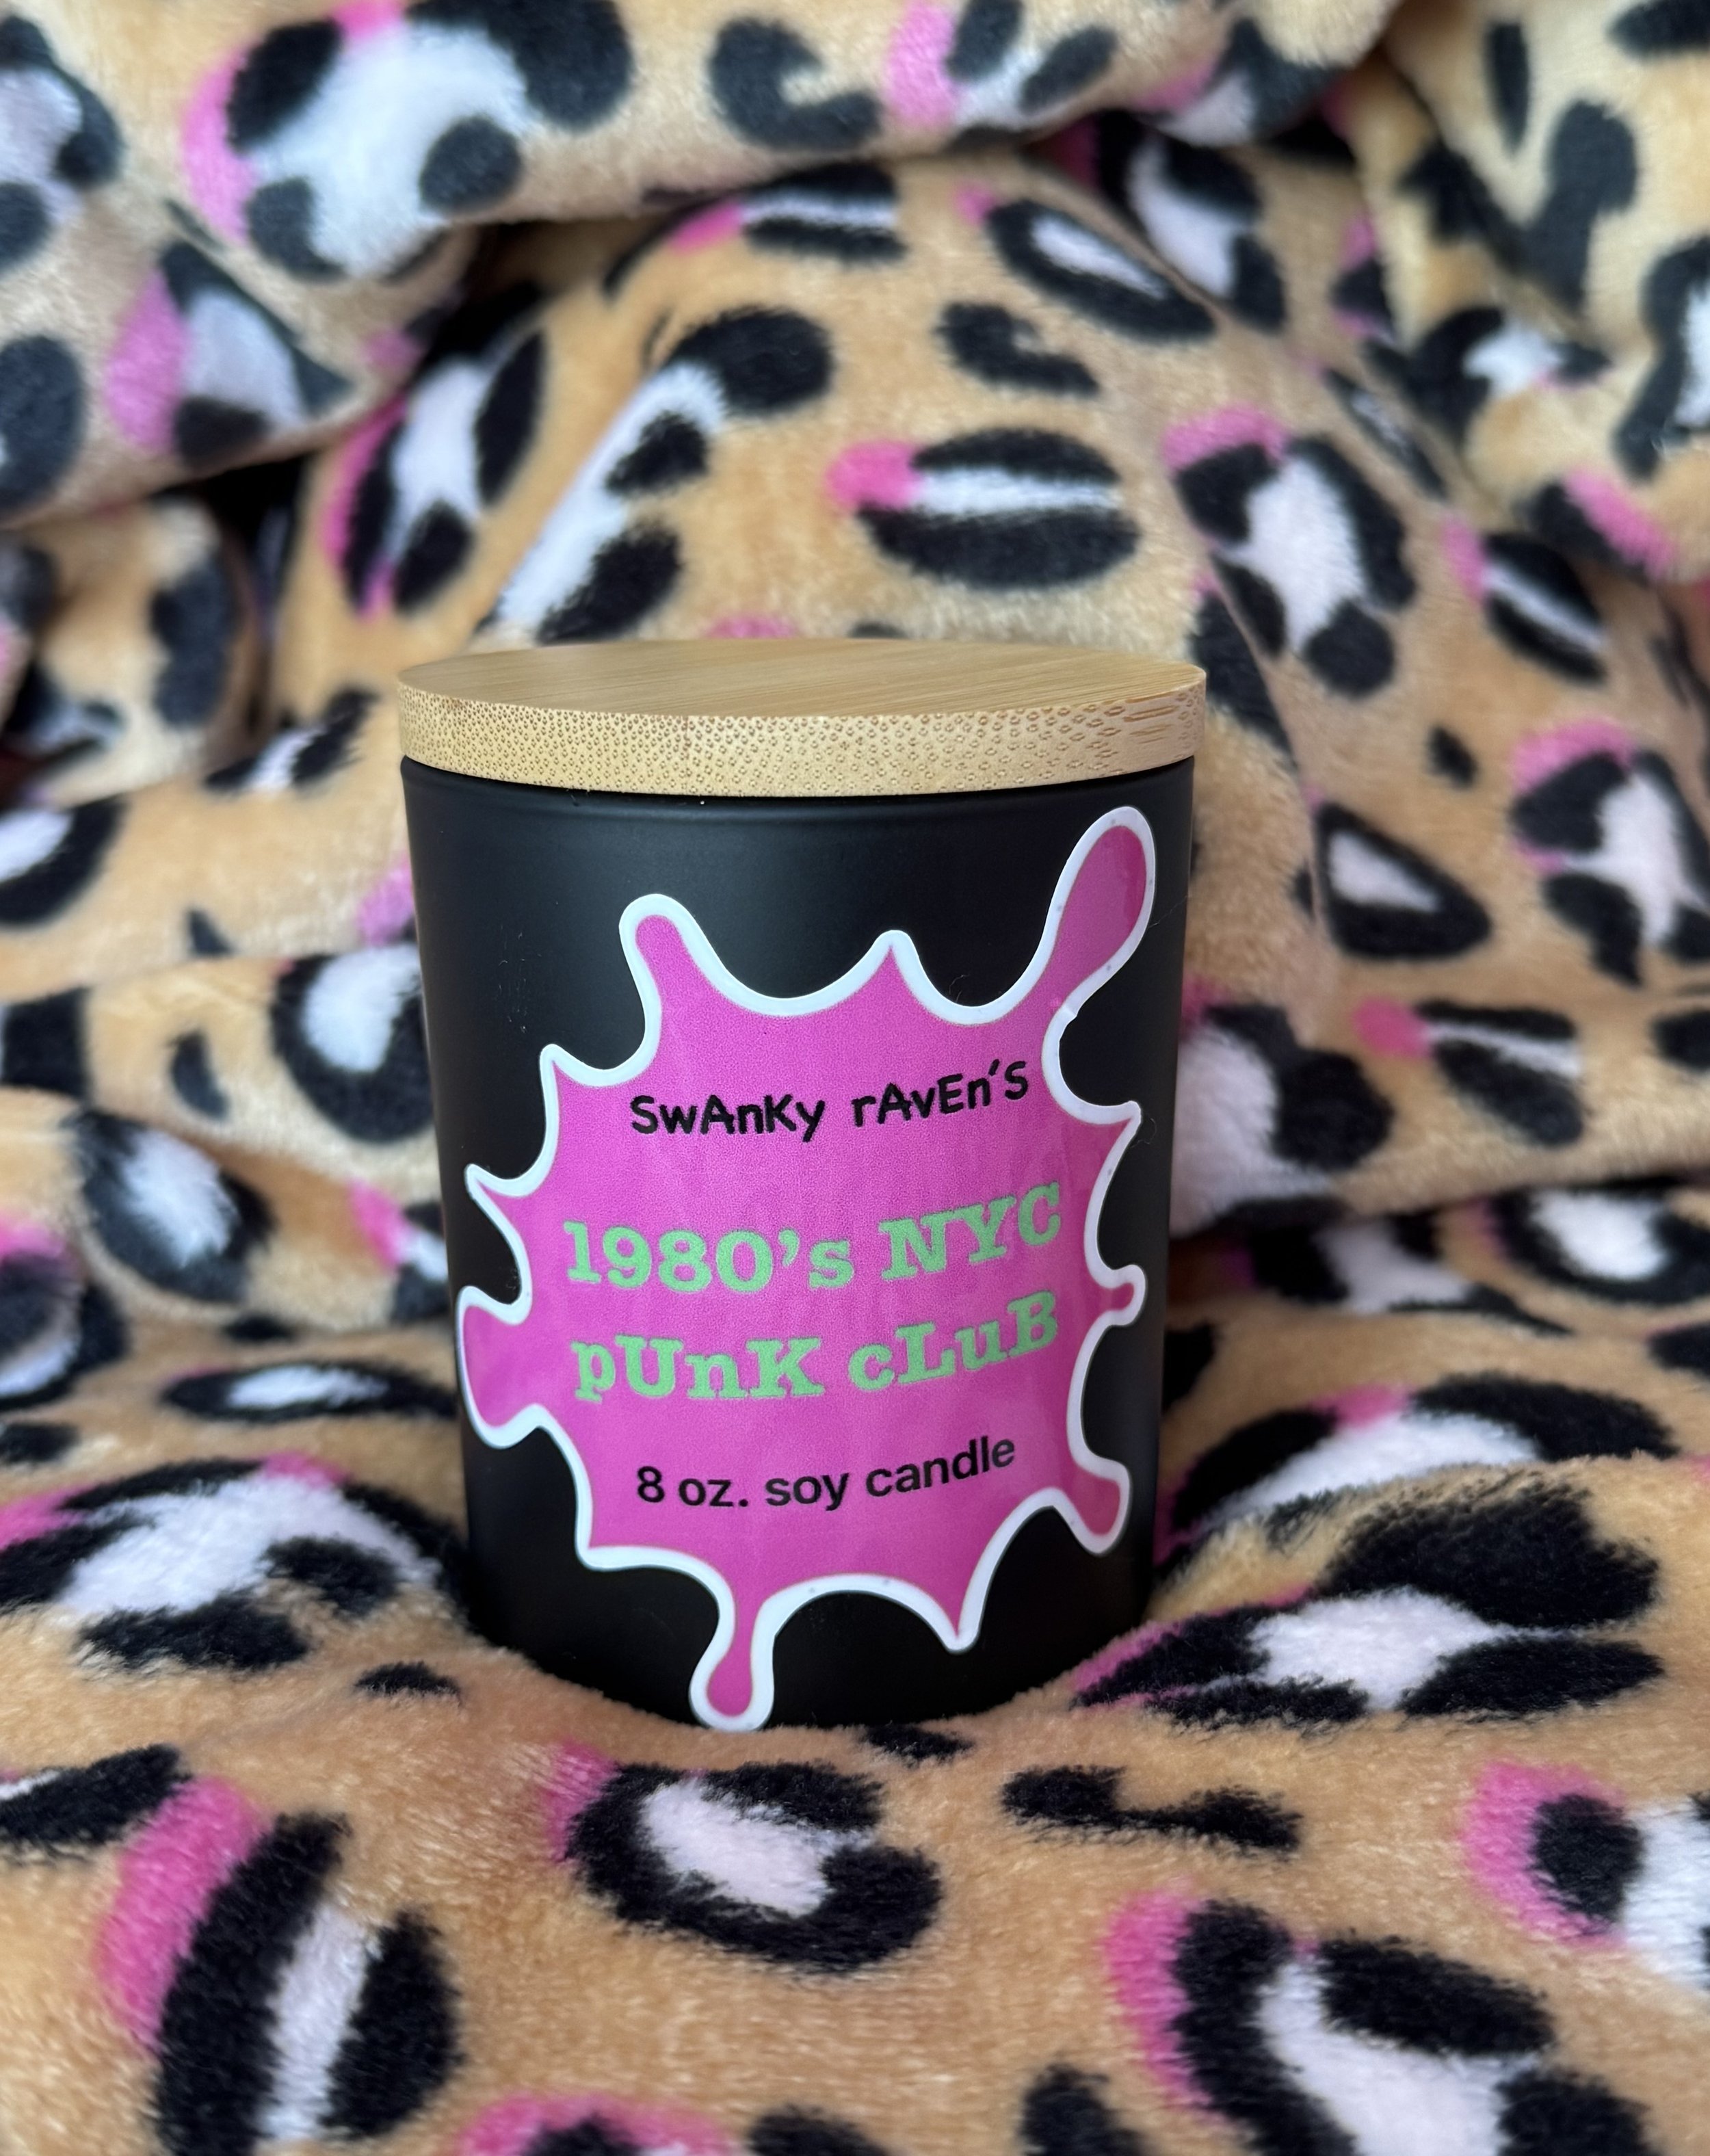 SwAnKy rAvEn's
1980's NYC
pUnK cLuB
8 oz. soy candle